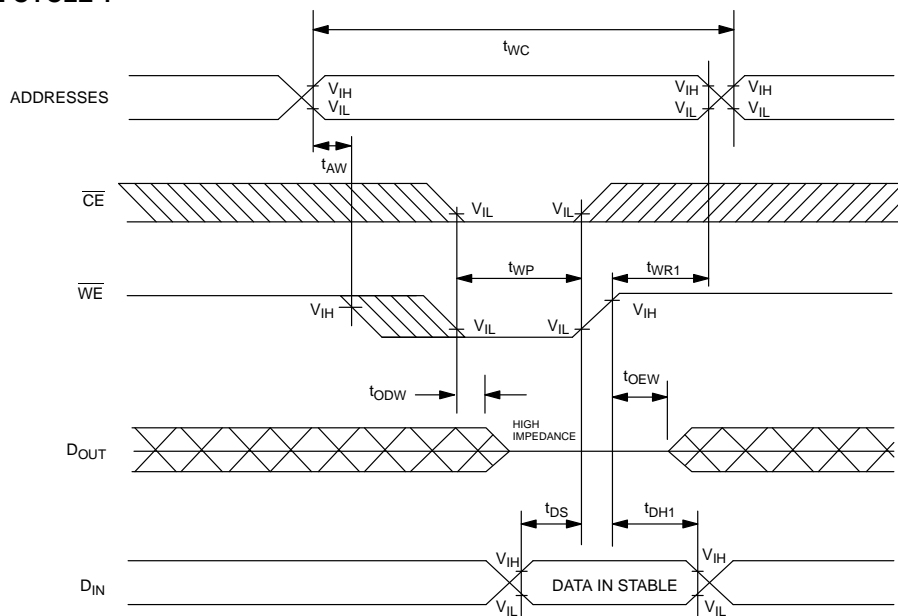 tWC
ADDRESSES
VIH
VIL
VIH
VIL
VIH
VIL
tAW
CE
VIL
VIL
tWP
tWR1
WE
VIH
VIL
VIL
VIH
tODW
tOEW
DOUT
HIGH
IMPEDANCE
tDS
tDH1
DIN
VIH
VIL
DATA IN STABLE
VIH
VIL